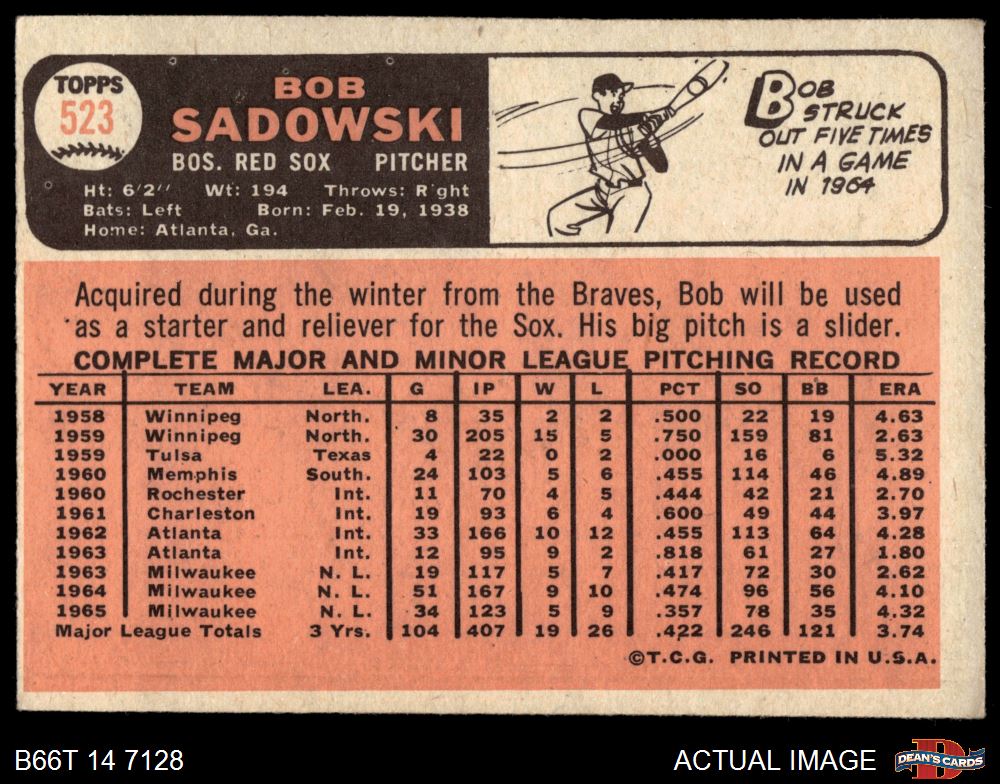 TOPPS
523
BOB
SADOWSKI
BOS. RED SOX PITCHER
Ht: 6'2'' Wt: 194 Throws: Right
Bats: Left Born: Feb. 19, 1938
Home: Atlanta, Ga.
BOB
STRUCK
OUT FIVE TIMES
IN A GAME
IN 1964
Acquired during the winter from the Braves, Bob will be used
as a starter and reliever for the Sox. His big pitch is a slider.
COMPLETE MAJOR AND MINOR LEAGUE PITCHING RECORD
YEAR TEAM LEA. G IP W L PCT SO BB ERA
1958 Winnipeg North. 8 35 2 2 .500 22 19 4.63
1959 Winnipeg North. 30 205 15 5 .750 159 81 2.63
1959 Tulsa Texas 4 22 0 2 .000 16 6 5.32
1960 Memphis South. 24 103 5 6 .455 114 46 4.89
1960 Rochester Int. 11 70 4 5 .444 42 21 2.70
1961 Charleston Int. 19 93 6 4 .600 49 44 3.97
1962 Atlanta Int. 33 166 10 12 .455 113 64 4.28
1963 Atlanta Int. 12 95 9 2 .818 61 27 1.80
1963 Milwaukee N. L. 19 117 5 7 .417 72 30 2.62
1964 Milwaukee N. L. 51 167 9 10 .474 96 56 4.10
1965 Milwaukee N. L. 34 123 5 9 .357 78 35 4.32
Major League Totals 3 Yrs. 104 407 19 26 .422 246 121 3.74
©T.C.G. PRINTED IN U.S.A.
B66T 14 7128
ACTUAL IMAGE
DEAN'S CARDS